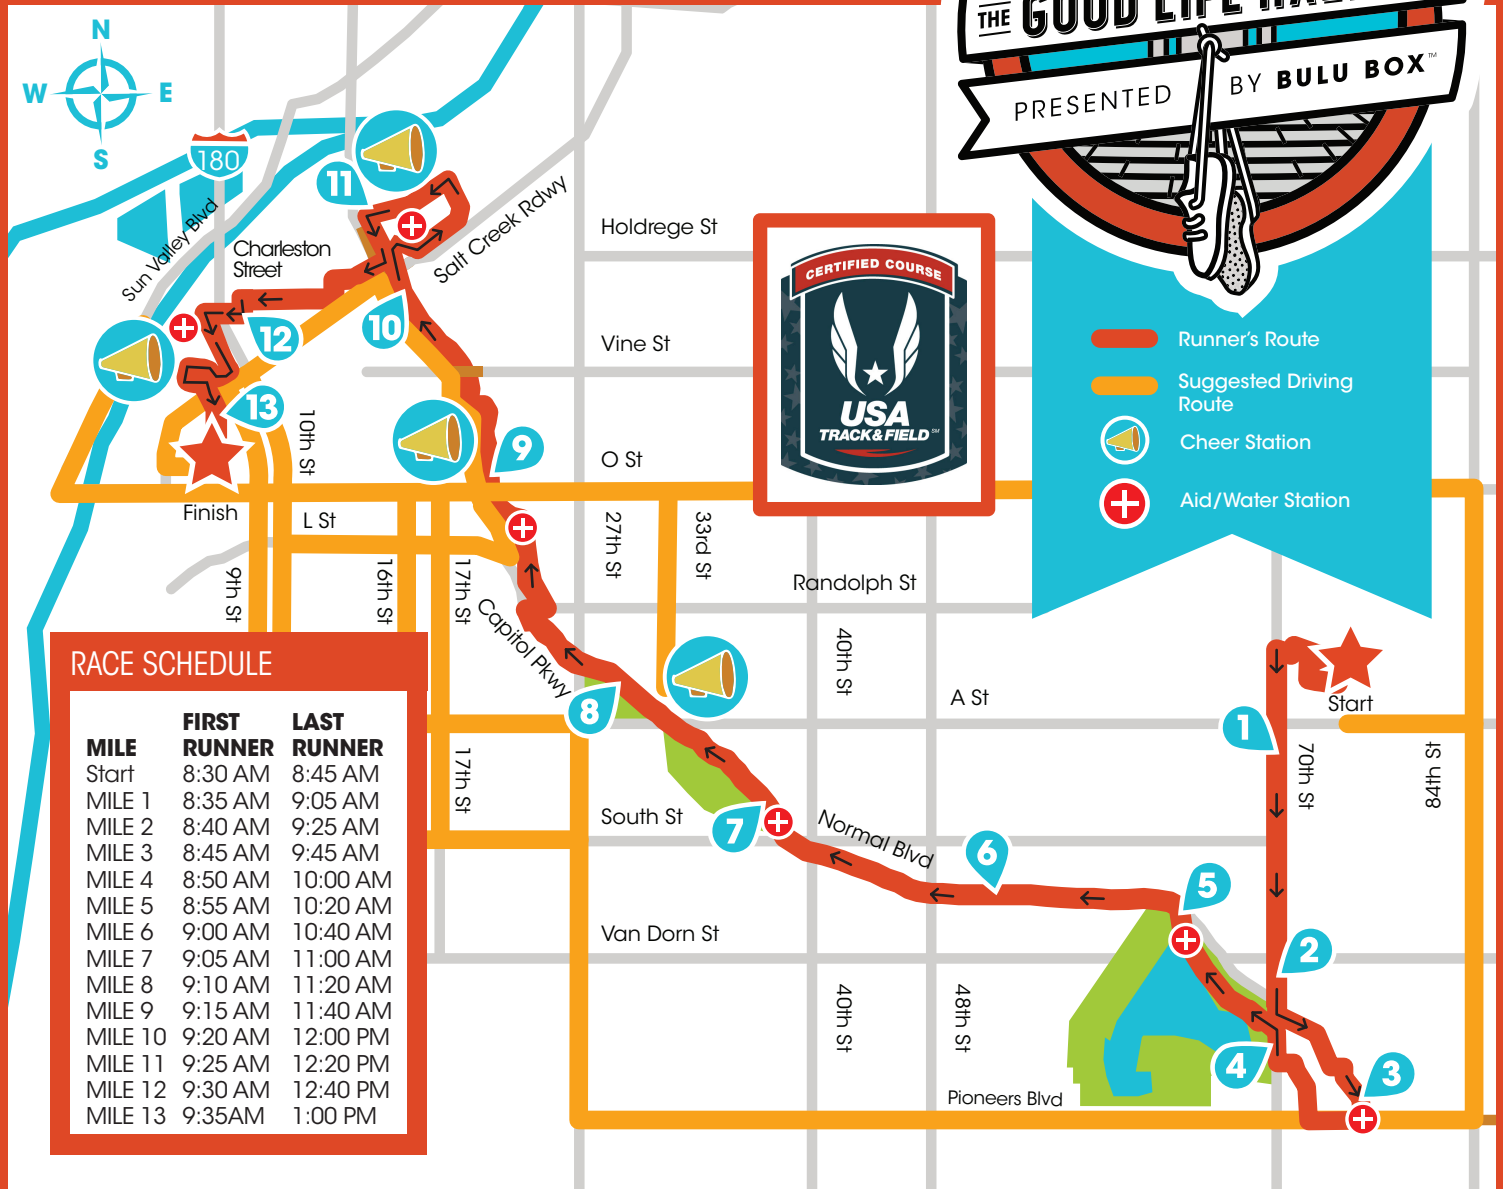 THE GOOD LIFE
PRESENTED BY BULU BOX™
N
W E
S
180
11
Sun Valley Blvd
Charleston
Street
Salt Creek Rdwy
Holdrege St
CERTIFIED COURSE
USA
TRACK & FIELD
SM
12
10
Vine St
Runner's Route
Suggested Driving
Route
Cheer Station
Aid/Water Station
13
10th St
9
O St
Finish
L St
9th St
16th St
17th St
27th St
33rd St
Randolph St
Capitol Pkwy
40th St
A St
8
Start
1
70th St
84th St
17th St
South St
7
Normal Blvd
6
5
Van Dorn St
2
40th St
48th St
4
3
Pioneers Blvd
RACE SCHEDULE
FIRST LAST
MILE RUNNER RUNNER
Start 8:30 AM 8:45 AM
MILE 1 8:35 AM 9:05 AM
MILE 2 8:40 AM 9:25 AM
MILE 3 8:45 AM 9:45 AM
MILE 4 8:50 AM 10:00 AM
MILE 5 8:55 AM 10:20 AM
MILE 6 9:00 AM 10:40 AM
MILE 7 9:05 AM 11:00 AM
MILE 8 9:10 AM 11:20 AM
MILE 9 9:15 AM 11:40 AM
MILE 10 9:20 AM 12:00 PM
MILE 11 9:25 AM 12:20 PM
MILE 12 9:30 AM 12:40 PM
MILE 13 9:35AM 1:00 PM